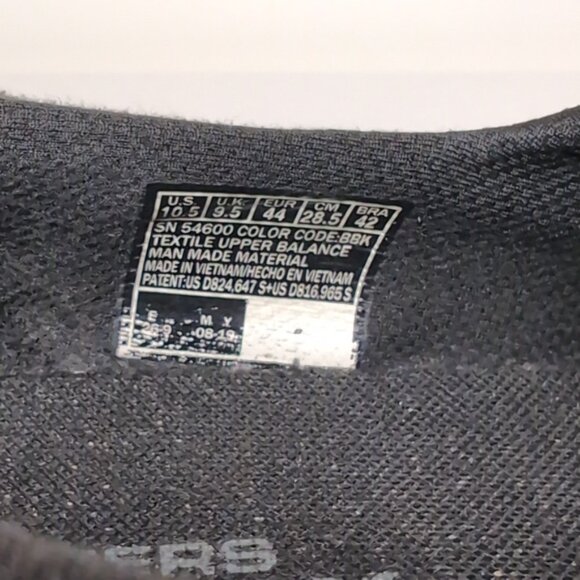 U.S. U.K. EUR CM BRA
10.5 9.5 44 28.5 42
SN 54600 COLOR CODE:BBK
TEXTILE UPPER BALANCE
MAN MADE MATERIAL
MADE IN VIETNAM/HECHO EN VIETNAM
PATENT:US D824,647 S+US D816,965 S
M Y
08-19
ERS